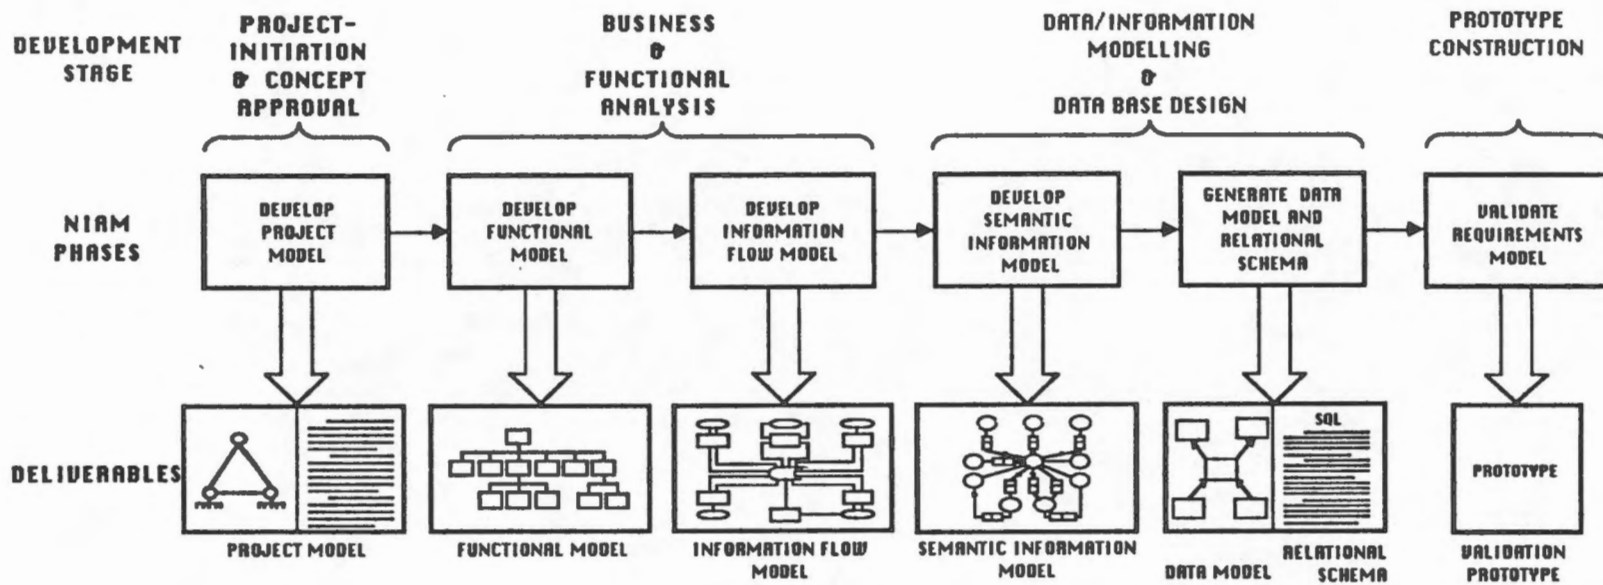 DEVELOPMENT
STAGE
PROJECT-
INITIATION
& CONCEPT
APPROVAL
BUSINESS
&
FUNCTIONAL
ANALYSIS
DATA/INFORMATION
MODELLING
&
DATA BASE DESIGN
PROTOTYPE
CONSTRUCTION
NIAM
PHASES
DEVELOP
PROJECT
MODEL
DEVELOP
FUNCTIONAL
MODEL
DEVELOP
INFORMATION
FLOW MODEL
DEVELOP
SEMANTIC
INFORMATION
MODEL
GENERATE DATA
MODEL AND
RELATIONAL
SCHEMA
VALIDATE
REQUIREMENTS
MODEL
DELIVERABLES
SQL
PROTOTYPE
PROJECT MODEL
FUNCTIONAL MODEL
INFORMATION FLOW
MODEL
SEMANTIC INFORMATION
MODEL
DATA MODEL
RELATIONAL
SCHEMA
VALIDATION
PROTOTYPE